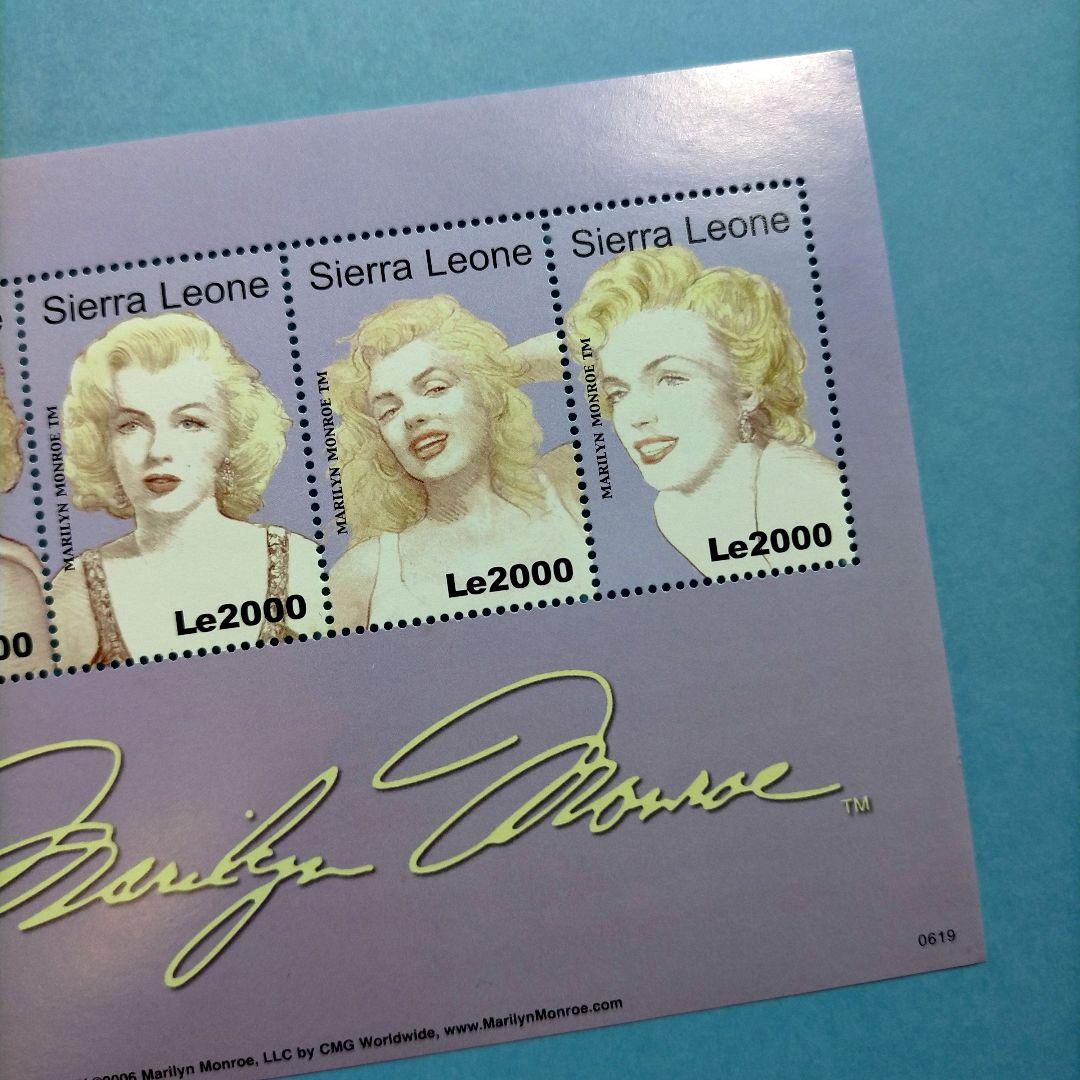 Sierra Leone
MARILYN MONROE TM
Le2000
Sierra Leone
MARILYN MONROE TM
Le2000
Sierra Leone
MARILYN MONROE TM
Le2000
00
Marilyn Monroe TM
0619
©2006 Marilyn Monroe, LLC by CMG Worldwide, www.MarilynMonroe.com